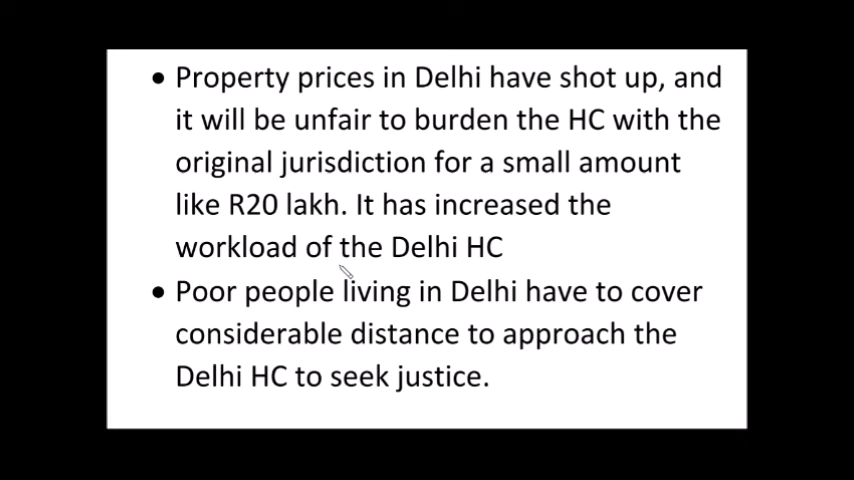 • Property prices in Delhi have shot up, and
it will be unfair to burden the HC with the
original jurisdiction for a small amount
like R20 lakh. It has increased the
workload of the Delhi HC
• Poor people living in Delhi have to cover
considerable distance to approach the
Delhi HC to seek justice.